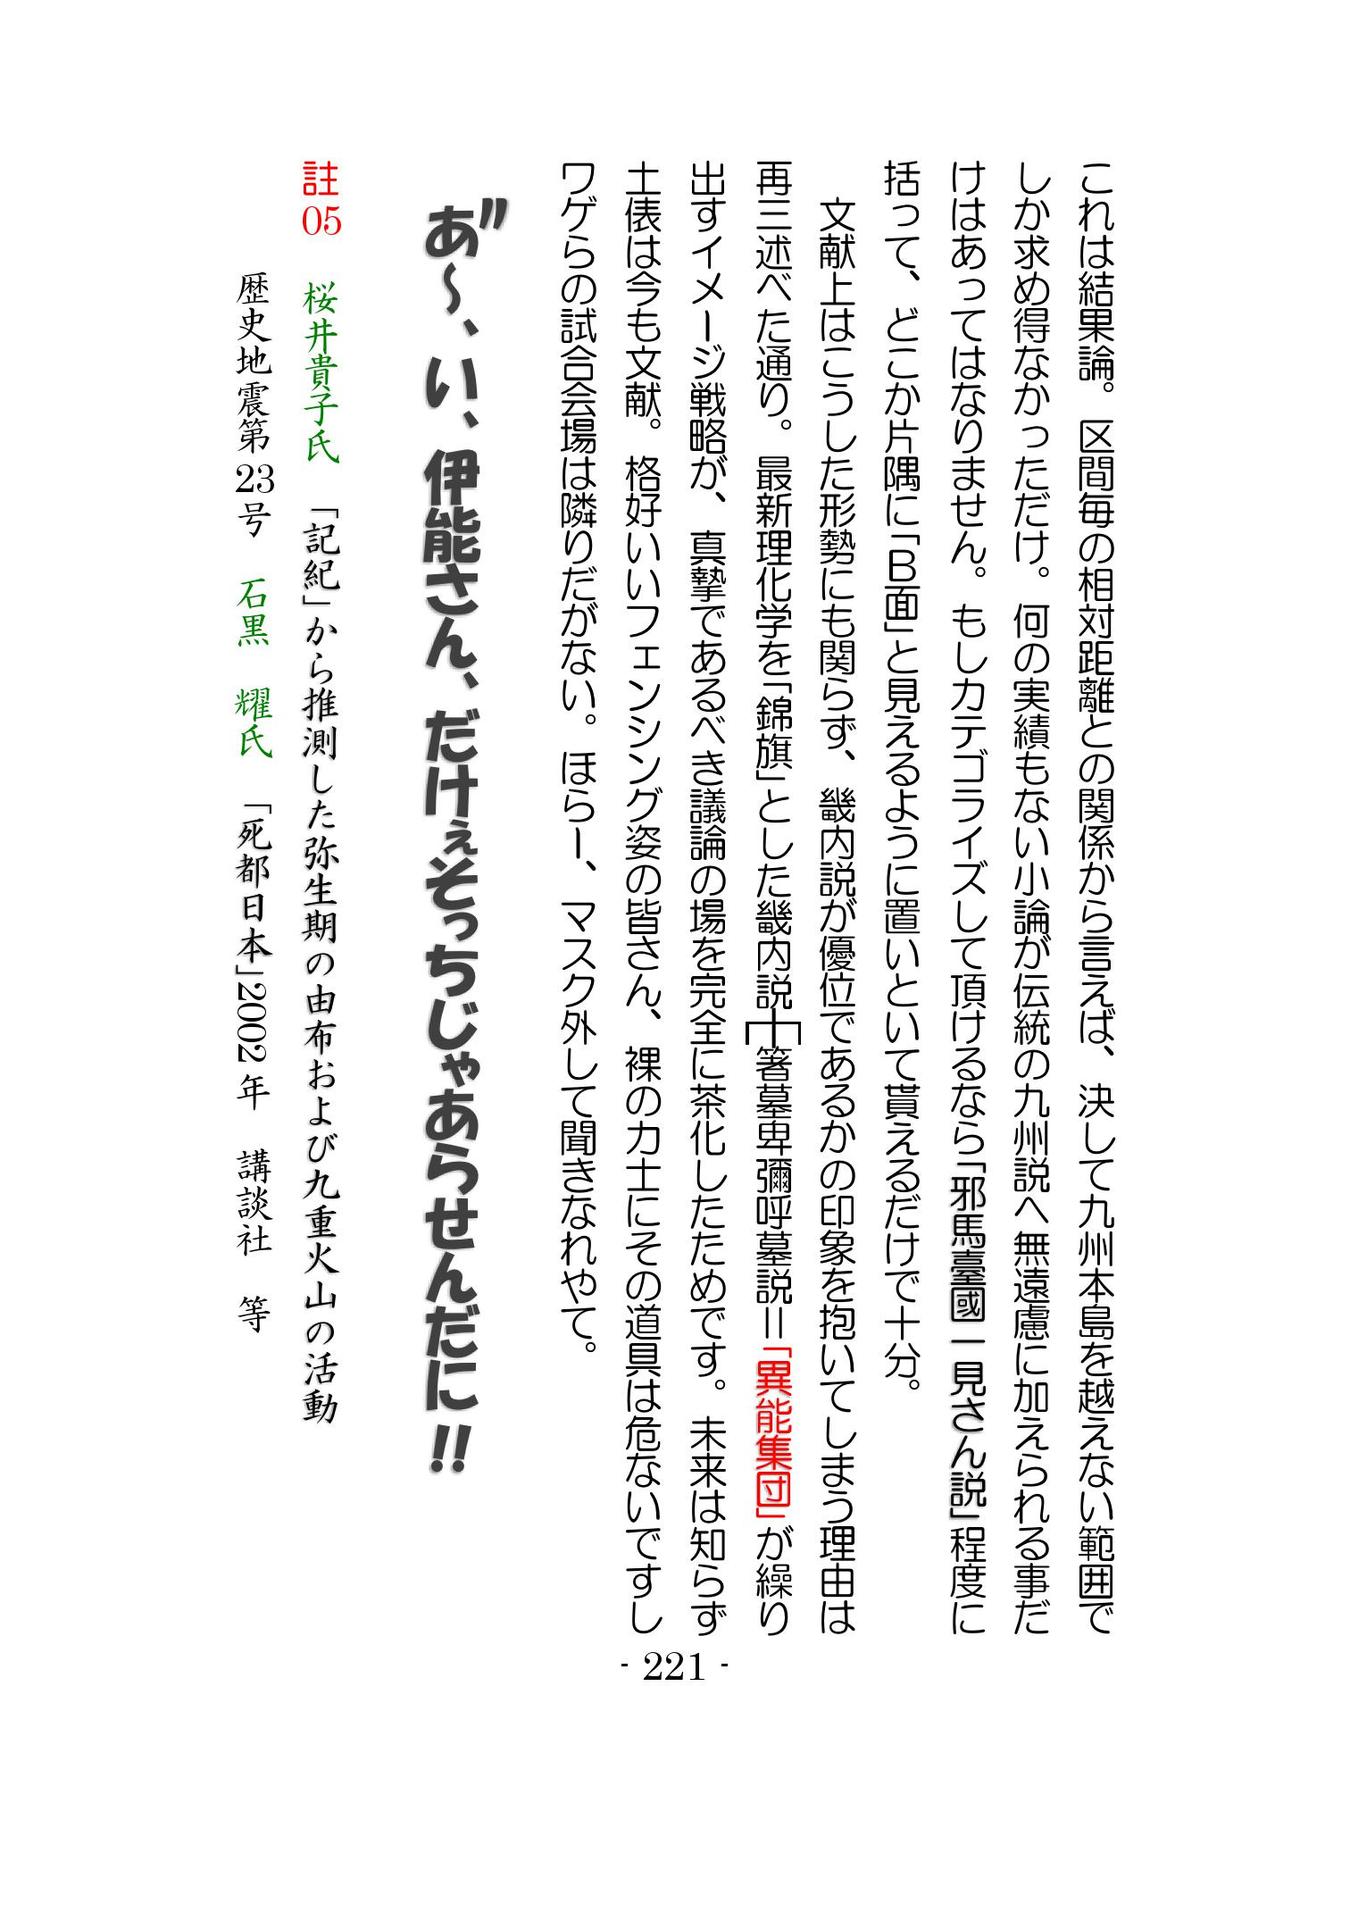 これは結果論。区間毎の相対距離との関係から言えば、決して九州本島を越えない範囲で
しか求め得なかっただけ。何の実績もない小論が伝統の九州説へ無遠慮に加えられる事だ
けはあってはなりません。もしカテゴライズして頂けるなら「邪馬臺國一見さん説」程度に
括って、どこか片隅に「B面」と見えるように置いといて貰えるだけで十分。
文献上はこうした形勢にも関らず、畿内説が優位であるかの印象を抱いてしまう理由は
再三述べた通り。最新理化学を「錦旗」とした畿内説╋箸墓卑彌呼墓説＝「異能集団」が繰り
出すイメージ戦略が、真摯であるべき議論の場を完全に茶化したためです。未来は知らず
土俵は今も文献。格好いいフェンシング姿の皆さん、裸の力士にその道具は危ないですし
ワゲらの試合会場は隣りだがない。ほらー、マスク外して聞きなれやて。
あ゛～、い、伊能さん、だけぇそっちじゃあらせんだに!!
註05 桜井貴子氏 「記紀」から推測した弥生期の由布および九重火山の活動
歴史地震第23号 石黒 耀氏 「死都日本」2002年 講談社 等
- 221 -